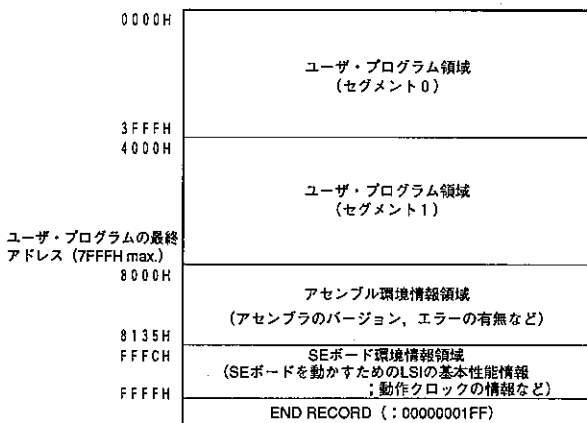 0000H
ユーザ・プログラム領域
(セグメント0)
3FFFH
4000H
ユーザ・プログラム領域
(セグメント1)
ユーザ・プログラムの最終
アドレス (7FFFH max.)
8000H
アセンブル環境情報領域
(アセンブラのバージョン, エラーの有無など)
8135H
FFFCH
SEボード環境情報領域
(SEボードを動かすためのLSIの基本性能情報
;動作クロックの情報など)
FFFFH
END RECORD (:00000001FF)